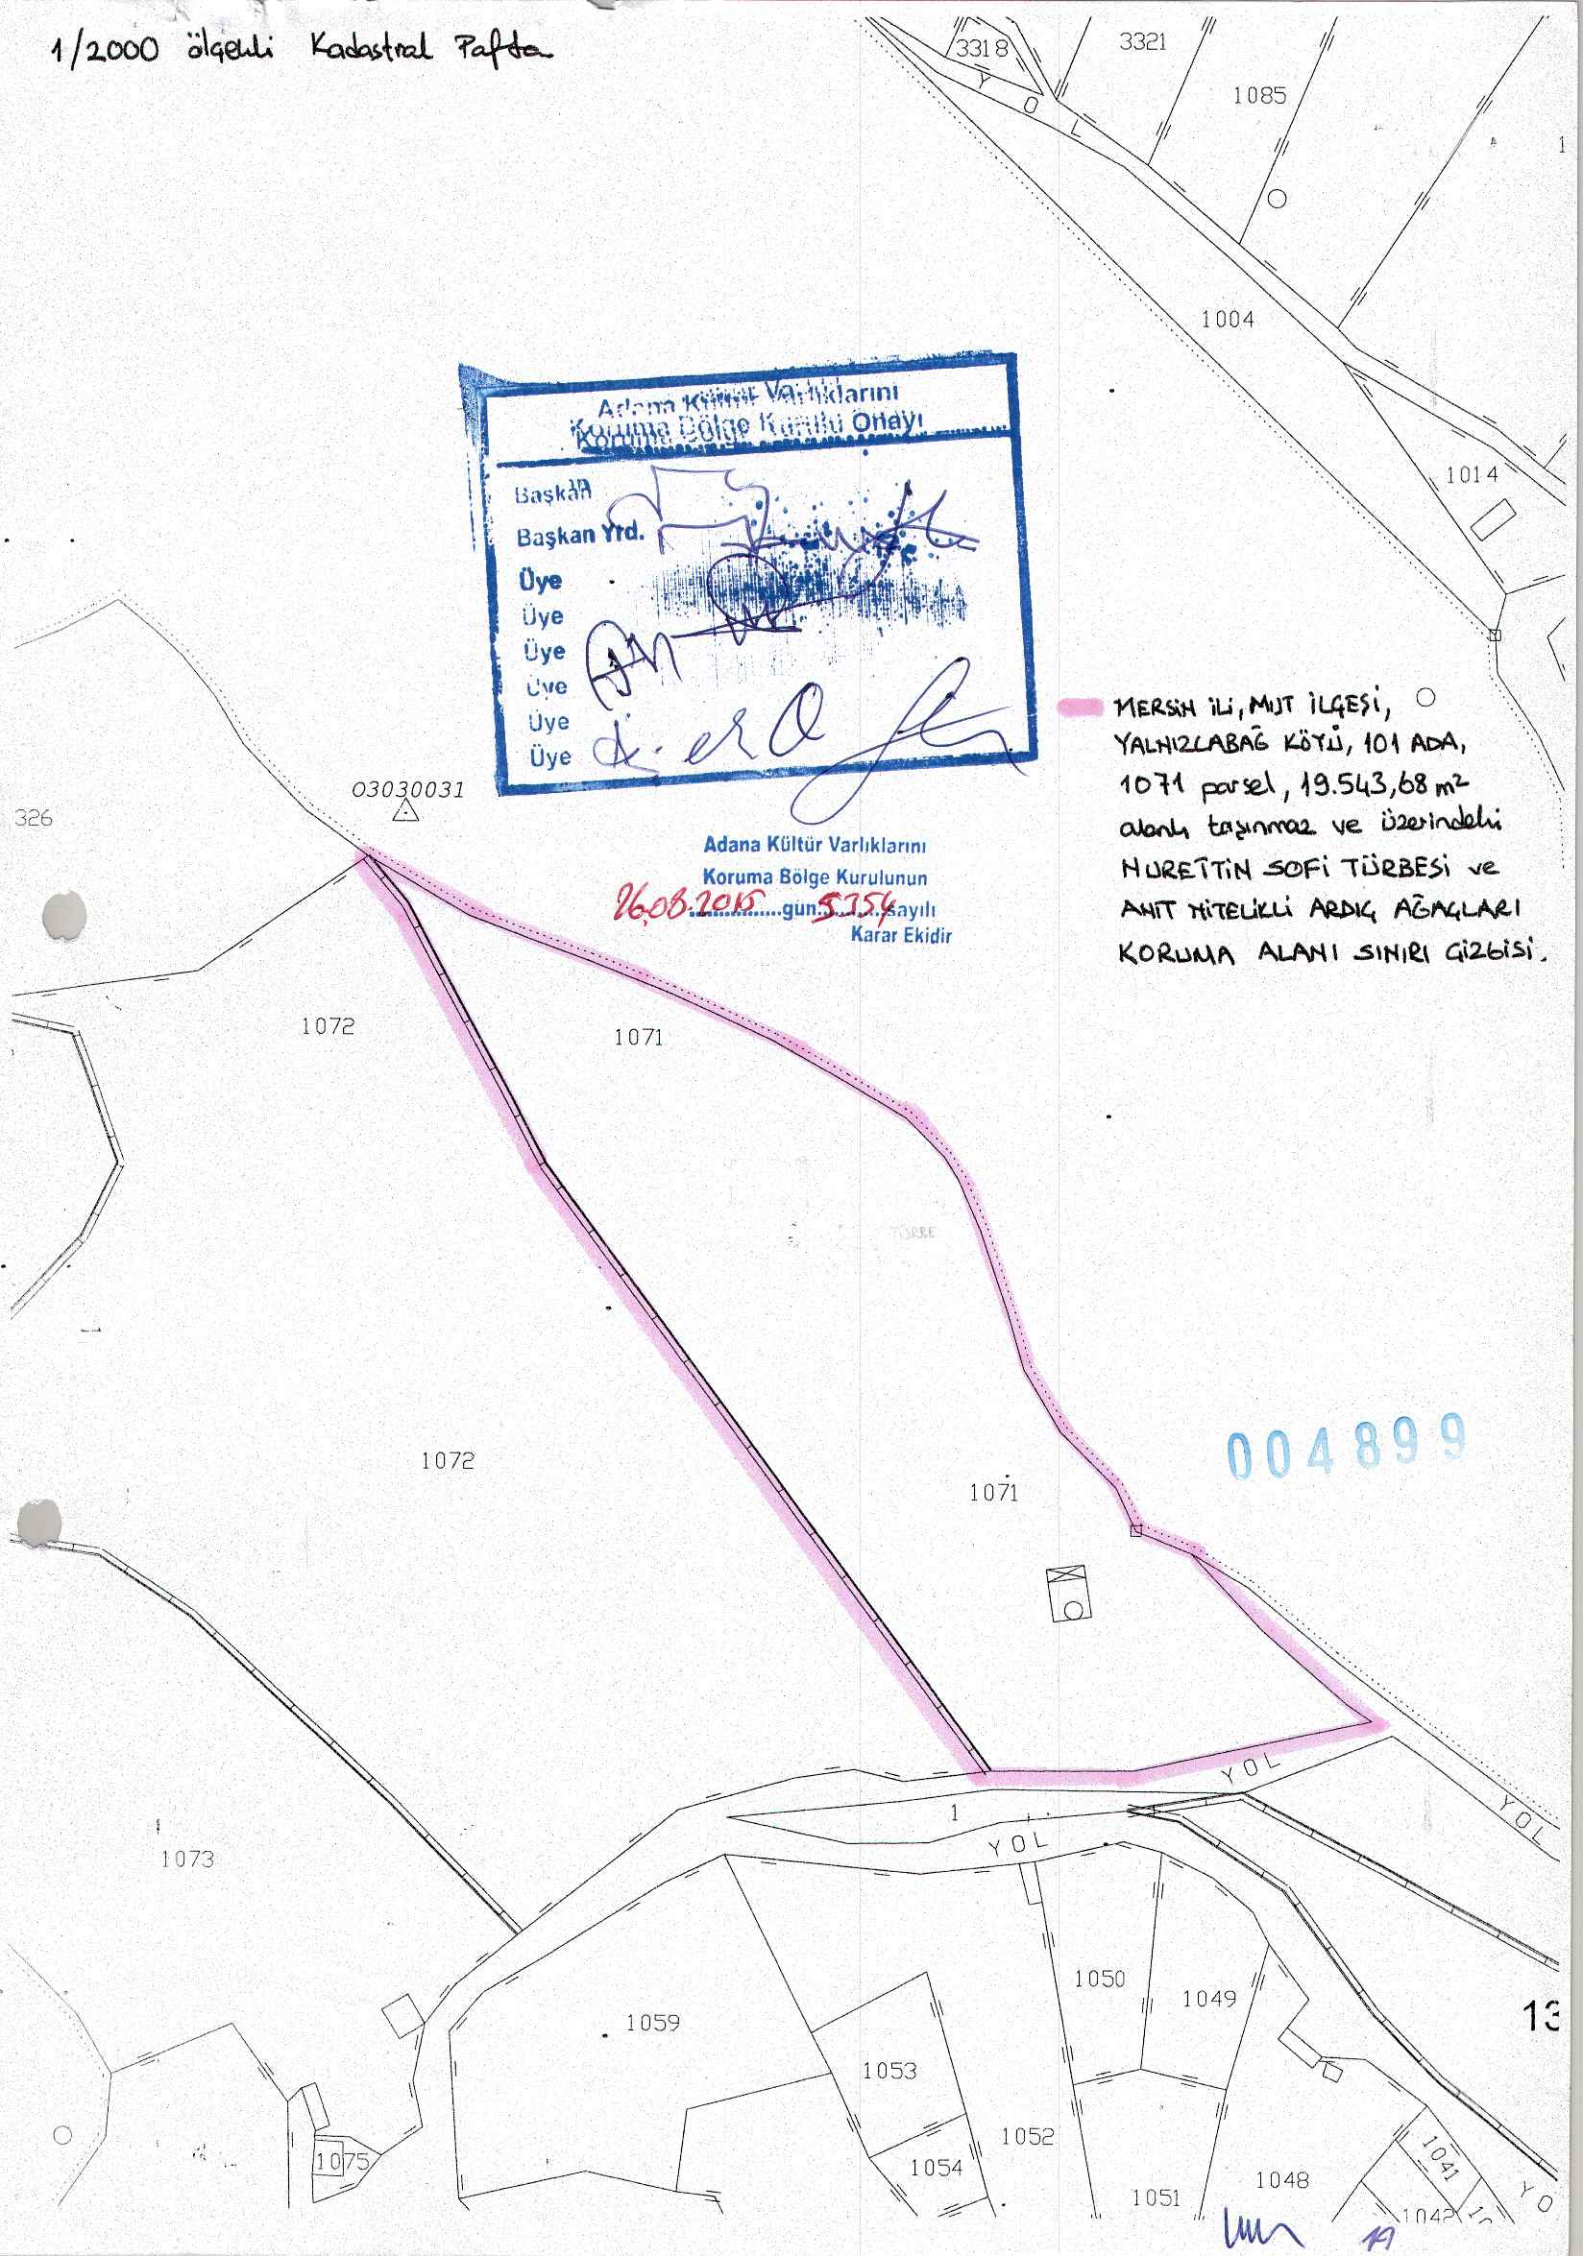 1/2000 ölçekli Kadastral Pafta
3318
3321
1085
YOL
1
1004
1014
Adana Kültür Varlıklarını
Koruma Bölge Kurulu Onayı
Başkan
Başkan Yrd.
Üye
Üye
Üye
Üye
Üye
Üye
MERSİN İLİ, MUT İLÇESİ,
YALNIZCABAĞ KÖYÜ, 101 ADA,
1071 parsel, 19.543,68 m²
alanlı taşınmaz ve üzerindeki
NURETTİN SOFİ TÜRBESİ ve
ANIT NİTELİKLİ ARDIÇ AĞAÇLARI
KORUMA ALANI SINIRI ÇİZGİSİ.
03030031
326
Adana Kültür Varlıklarını
Koruma Bölge Kurulunun
26.08.2015 gün 5354 sayılı
Karar Ekidir
1072
1071
004899
1072
1071
YOL
YOL
1
YOL
1073
1050
1049
13
1059
1053
1052
1075
1054
1041
1051
1048
1042
YO
19